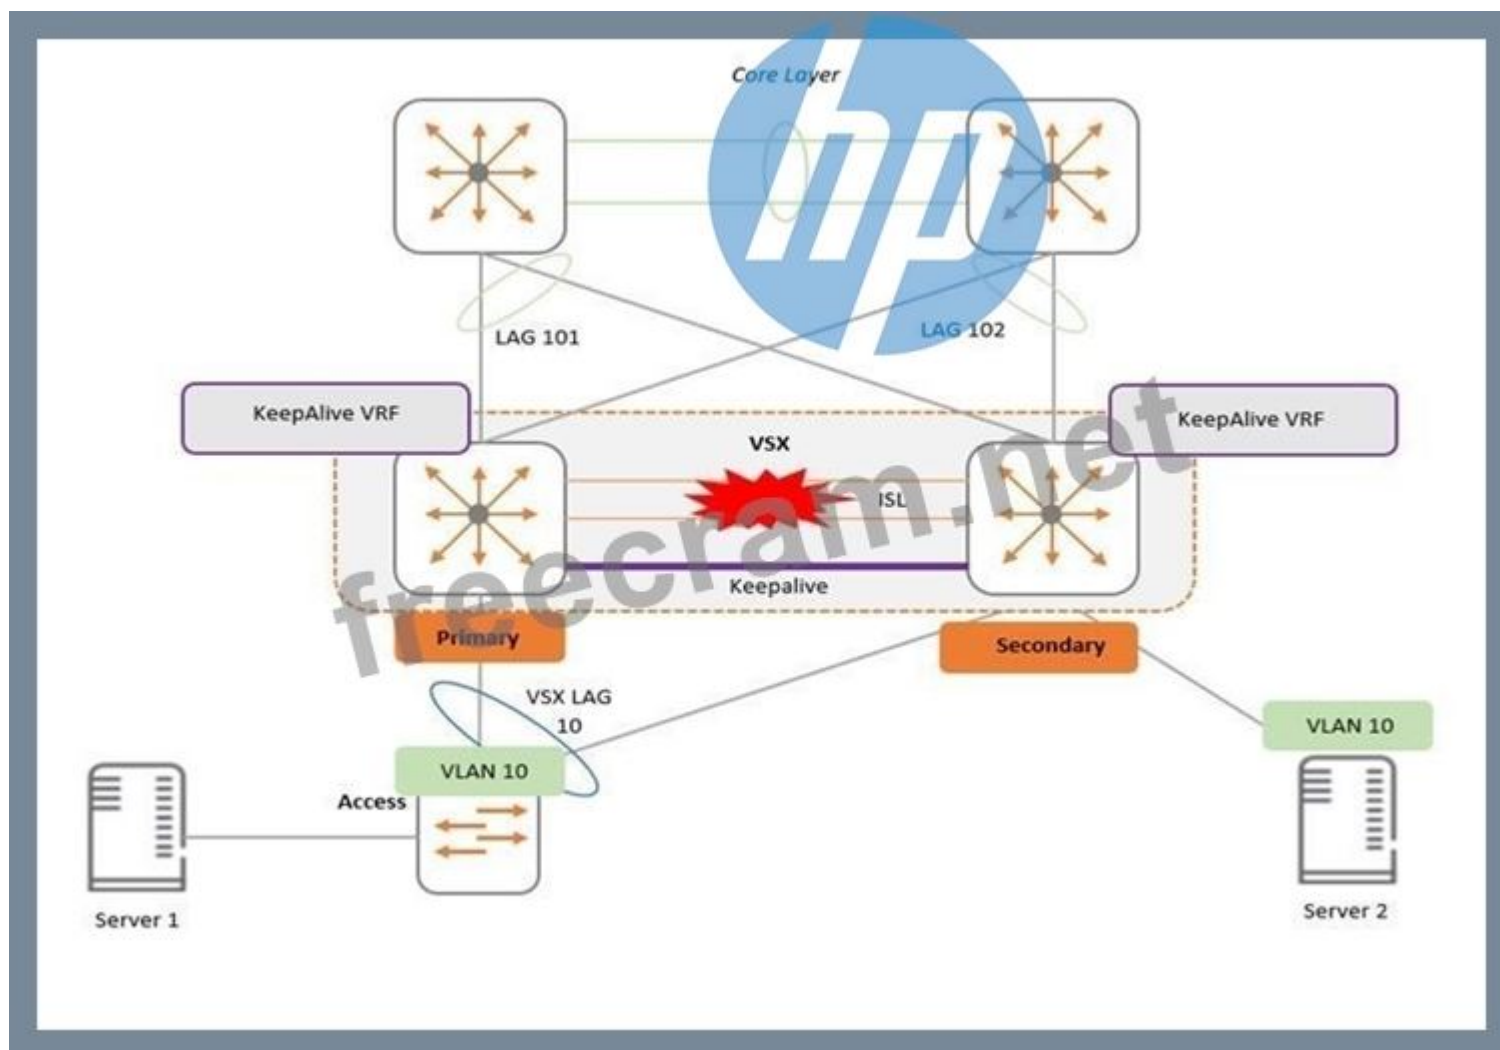 Core Layer
hp
LAG 101
LAG 102
KeepAlive VRF
KeepAlive VRF
VSX
ISL
Keepalive
freecram.net
Primary
Secondary
VSX LAG
10
VLAN 10
VLAN 10
Access
Server 1
Server 2